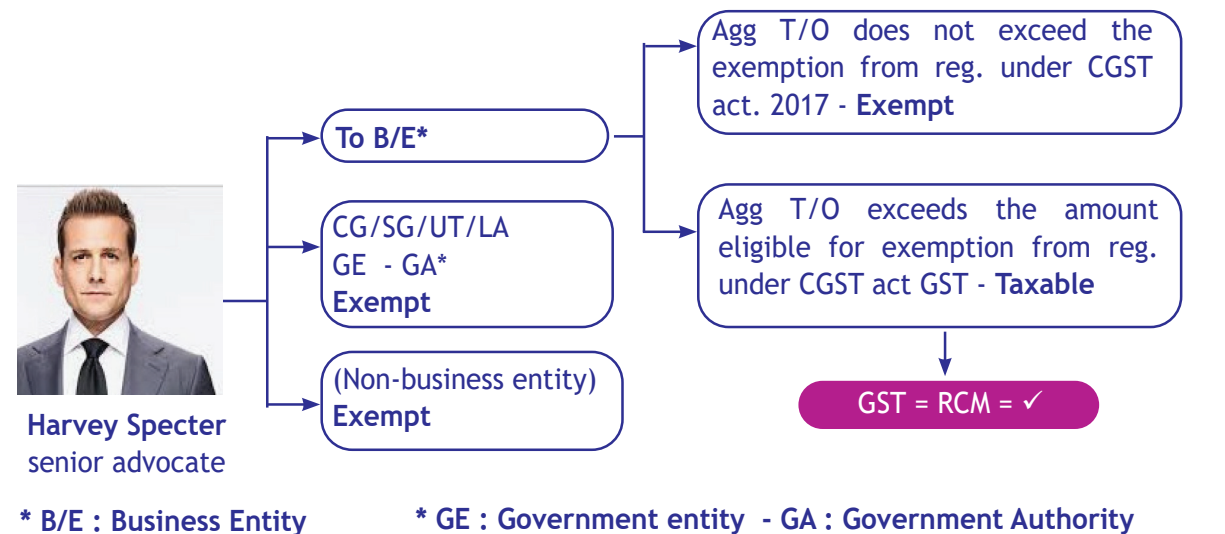 Agg T/O does not exceed the
exemption from reg. under CGST
act. 2017 - Exempt
To B/E*
Agg T/O exceeds the amount
eligible for exemption from reg.
under CGST act GST - Taxable
CG/SG/UT/LA
GE - GA*
Exempt
(Non-business entity)
Exempt
GST = RCM = ✓
Harvey Specter
senior advocate
* B/E : Business Entity
* GE : Government entity - GA : Government Authority